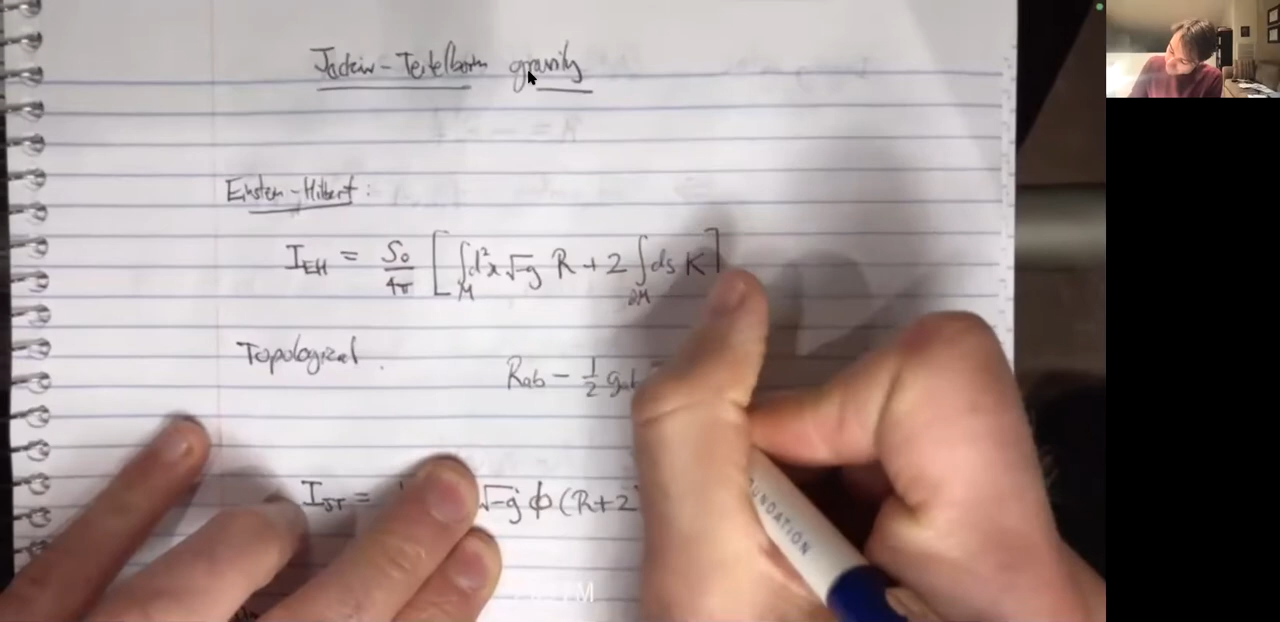 Jackiw-Teitelboim gravity
Einstein-Hilbert:
I_EH = S₀/4π [ ∫_M d²x √-g R + 2 ∫_∂M ds K ]
Topological.
R_ab - 1/2 g_ab
I_JT = √-g ϕ (R+2
UNDATION